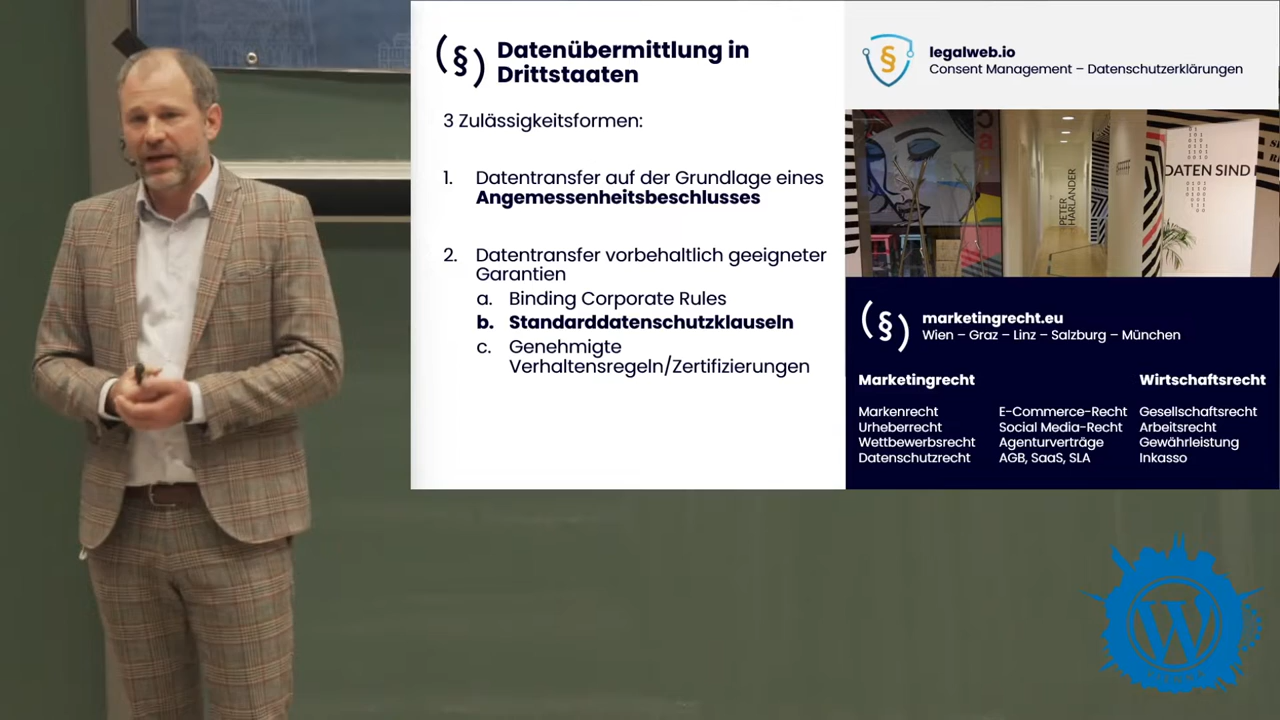 (§) Datenübermittlung in
Drittstaaten
3 Zulässigkeitsformen:
1. Datentransfer auf der Grundlage eines
Angemessenheitsbeschlusses
2. Datentransfer vorbehaltlich geeigneter
Garantien
a. Binding Corporate Rules
b. Standarddatenschutzklauseln
c. Genehmigte
Verhaltensregeln/Zertifizierungen
§
legalweb.io
Consent Management – Datenschutzerklärungen
PETER
HARLANDER
DATEN SIND
(§)
marketingrecht.eu
Wien – Graz – Linz – Salzburg – München
Marketingrecht
Markenrecht
Urheberrecht
Wettbewerbsrecht
Datenschutzrecht
E-Commerce-Recht
Social Media-Recht
Agenturverträge
AGB, SaaS, SLA
Wirtschaftsrecht
Gesellschaftsrecht
Arbeitsrecht
Gewährleistung
Inkasso
W